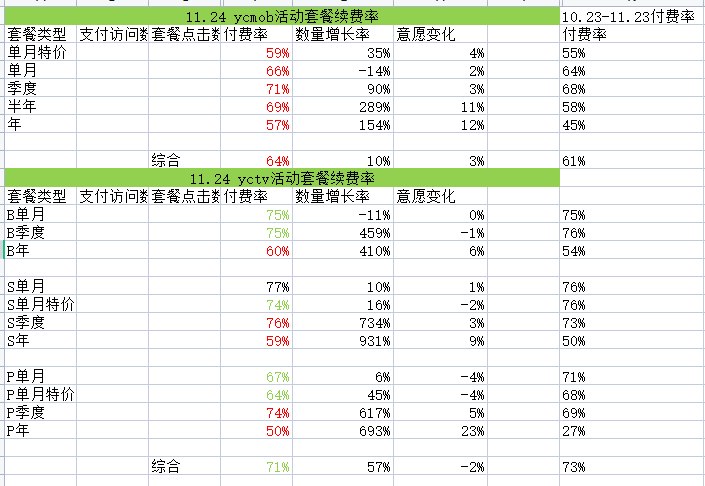 11.24 ycmob活动套餐续费率 10.23-11.23付费率
套餐类型 支付访问数 套餐点击数 付费率 数量增长率 意愿变化 付费率
单月特价 59% 35% 4% 55%
单月 66% -14% 2% 64%
季度 71% 90% 3% 68%
半年 69% 289% 11% 58%
年 57% 154% 12% 45%
综合 64% 10% 3% 61%
11.24 yctv活动套餐续费率
套餐类型 支付访问数 套餐点击数 付费率 数量增长率 意愿变化 付费率
B单月 75% -11% 0% 75%
B季度 75% 459% -1% 76%
B年 60% 410% 6% 54%
S单月 77% 10% 1% 76%
S单月特价 74% 16% -2% 76%
S季度 76% 734% 3% 73%
S年 59% 931% 9% 50%
P单月 67% 6% -4% 71%
P单月特价 64% 45% -4% 68%
P季度 74% 617% 5% 69%
P年 50% 693% 23% 27%
综合 71% 57% -2% 73%